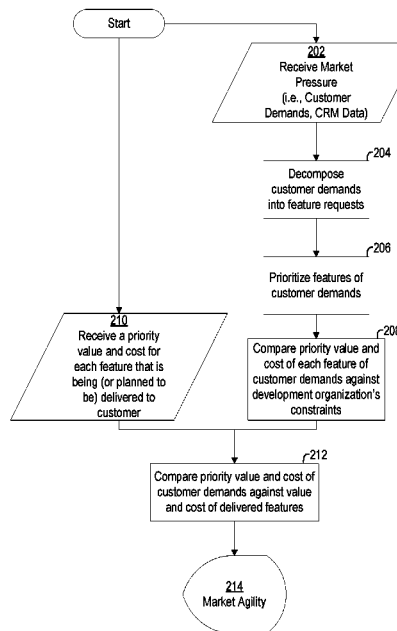 Start
202
Receive Market
Pressure
(i.e., Customer
Demands, CRM Data)
204
Decompose
customer demands
into feature requests
206
Prioritize features of
customer demands
208
Compare priority value and
cost of each feature of
customer demands against
development organization's
constraints
210
Receive a priority
value and cost for
each feature that is
being (or planned to
be) delivered to
customer
212
Compare priority value and cost of
customer demands against value
and cost of delivered features
214
Market Agility